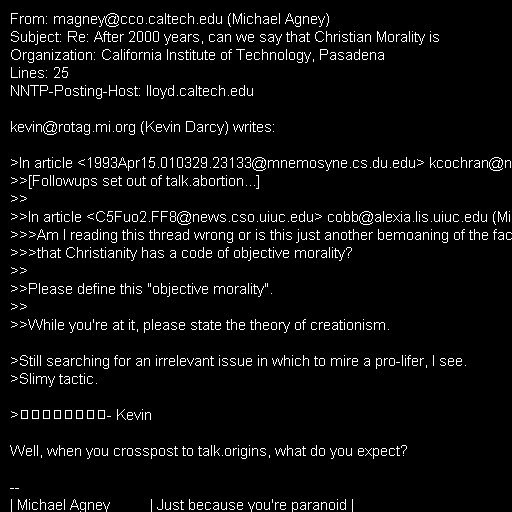 From: magney@cco.caltech.edu (Michael Agney)
Subject: Re: After 2000 years, can we say that Christian Morality is
Organization: California Institute of Technology, Pasadena
Lines: 25
NNTP-Posting-Host: lloyd.caltech.edu

kevin@rotag.mi.org (Kevin Darcy) writes:

>In article <1993Apr15.010329.23133@mnemosyne.cs.du.edu> kcochran@n
>>[Followups set out of talk.abortion...]
>>
>>In article <C5Fuo2.FF8@news.cso.uiuc.edu> cobb@alexia.lis.uiuc.edu (Mi
>>>Am I reading this thread wrong or is this just another bemoaning of the fac
>>>that Christianity has a code of objective morality?
>>
>>Please define this "objective morality".
>>
>>While you're at it, please state the theory of creationism.

>Still searching for an irrelevant issue in which to mire a pro-lifer, I see.
>Slimy tactic.

>□□□□□□□□- Kevin

Well, when you crosspost to talk.origins, what do you expect?

--
| Michael Agney | Just because you're paranoid |